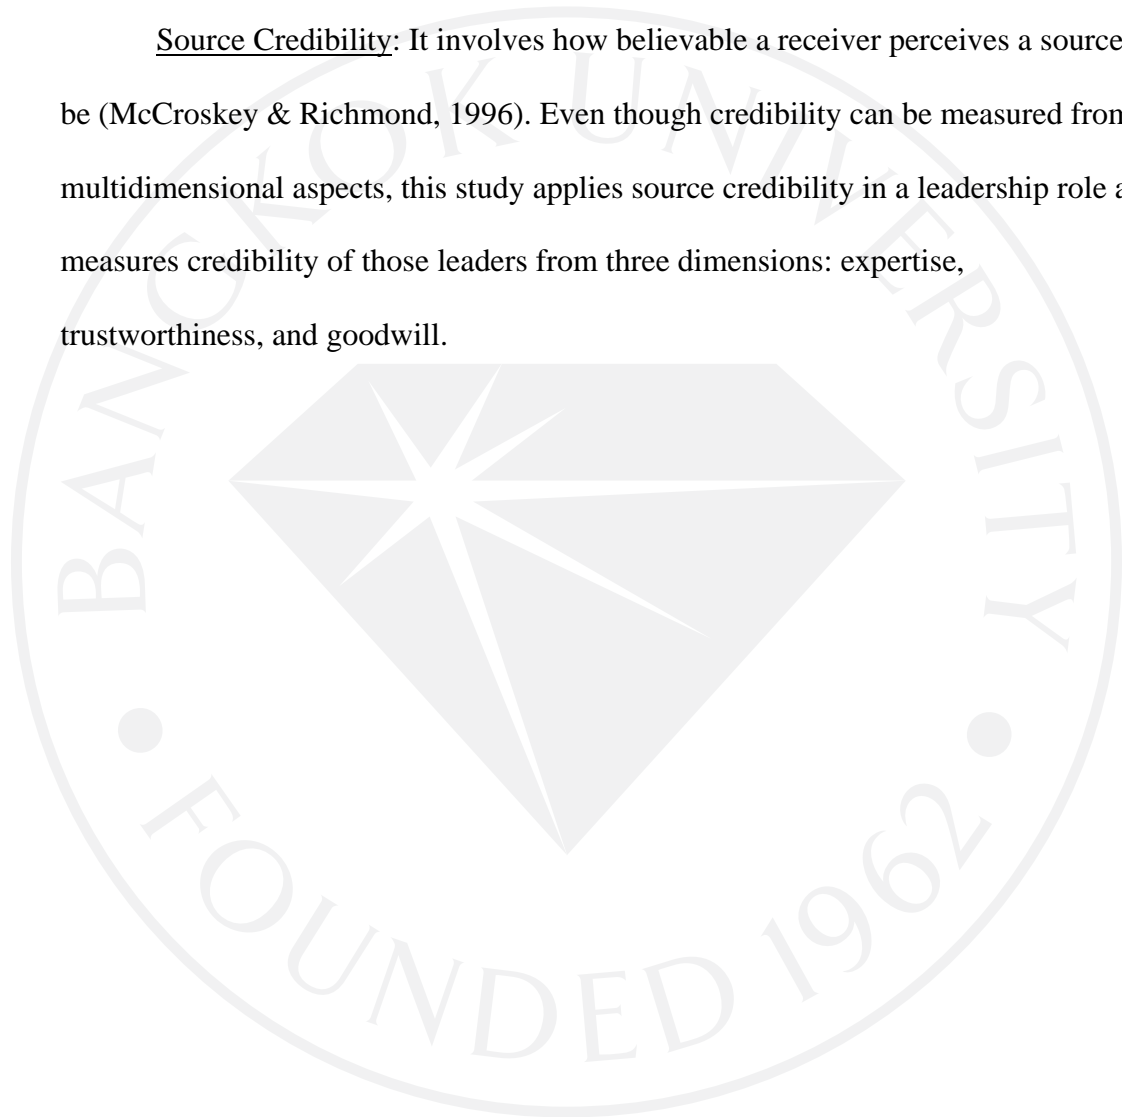 Source Credibility: It involves how believable a receiver perceives a source
be (McCroskey & Richmond, 1996). Even though credibility can be measured from
multidimensional aspects, this study applies source credibility in a leadership role a
measures credibility of those leaders from three dimensions: expertise,
trustworthiness, and goodwill.
BANGKOK UNIVERSITY
• FOUNDED 1962 •